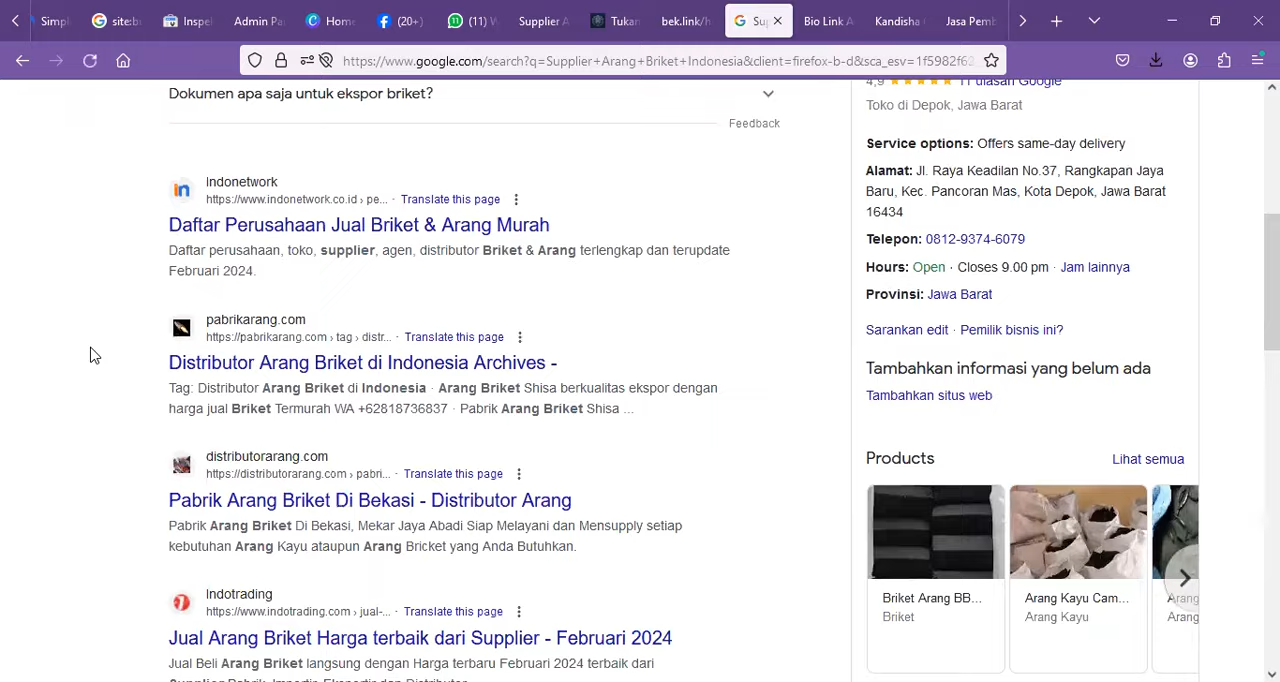 Simpl
site:b
Inspe
Admin Pa
Home
(20+)
(11) W
Supplier A
Tukan
bek.link/h
Su
Bio Link A
Kandisha
Jasa Pemb
https://www.google.com/search?q=Supplier+Arang+Briket+Indonesia&client=firefox-b-d&sca_esv=1f5982f62
Dokumen apa saja untuk ekspor briket?
Feedback
Indonetwork
https://www.indonetwork.co.id › pe... · Translate this page
Daftar Perusahaan Jual Briket & Arang Murah
Daftar perusahaan, toko, supplier, agen, distributor Briket & Arang terlengkap dan terupdate
Februari 2024.
pabrikarang.com
https://pabrikarang.com › tag › distr... · Translate this page
Distributor Arang Briket di Indonesia Archives -
Tag: Distributor Arang Briket di Indonesia · Arang Briket Shisa berkualitas ekspor dengan
harga jual Briket Termurah WA +62818736837 · Pabrik Arang Briket Shisa ...
distributorarang.com
https://distributorarang.com › pabri... · Translate this page
Pabrik Arang Briket Di Bekasi - Distributor Arang
Pabrik Arang Briket Di Bekasi, Mekar Jaya Abadi Siap Melayani dan Mensupply setiap
kebutuhan Arang Kayu ataupun Arang Bricket yang Anda Butuhkan.
Indotrading
https://www.indotrading.com › jual-... · Translate this page
Jual Arang Briket Harga terbaik dari Supplier - Februari 2024
Jual Beli Arang Briket langsung dengan Harga terbaru Februari 2024 terbaik dari
Supplier Pabrik, Importir, Eksportir dan Distributor.
4,9 11 ulasan Google
Toko di Depok, Jawa Barat
Service options: Offers same-day delivery
Alamat: Jl. Raya Keadilan No.37, Rangkapan Jaya
Baru, Kec. Pancoran Mas, Kota Depok, Jawa Barat
16434
Telepon: 0812-9374-6079
Hours: Open · Closes 9.00 pm · Jam lainnya
Provinsi: Jawa Barat
Sarankan edit · Pemilik bisnis ini?
Tambahkan informasi yang belum ada
Tambahkan situs web
Products
Lihat semua
Briket Arang BB...
Briket
Arang Kayu Cam...
Arang Kayu
Arang
Arang